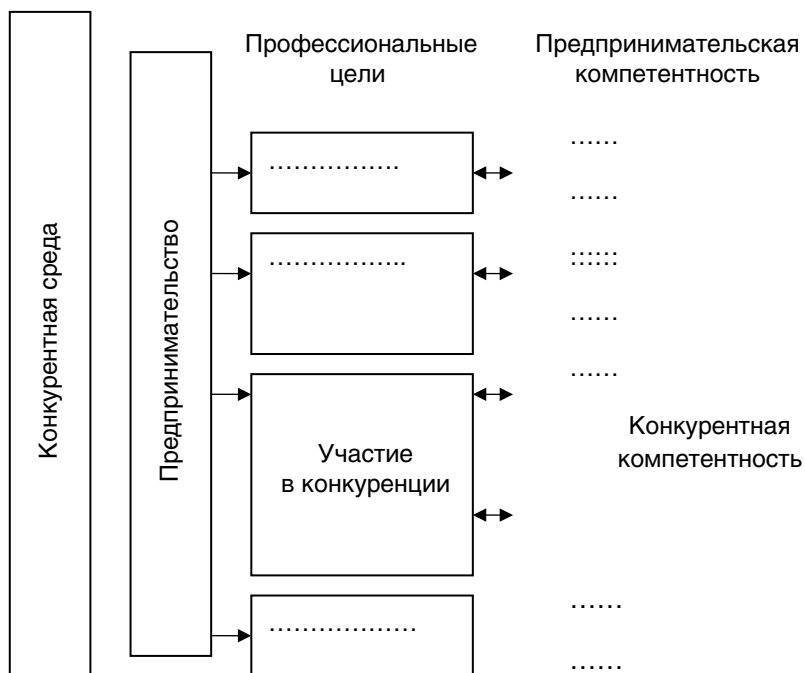 Профессиональные
цели
Предпринимательская
компетентность
Конкурентная среда
Предпринимательство
…………….
……
……
……………..
……
……
……
……
Участие
в конкуренции
Конкурентная
компетентность
………………
……
……